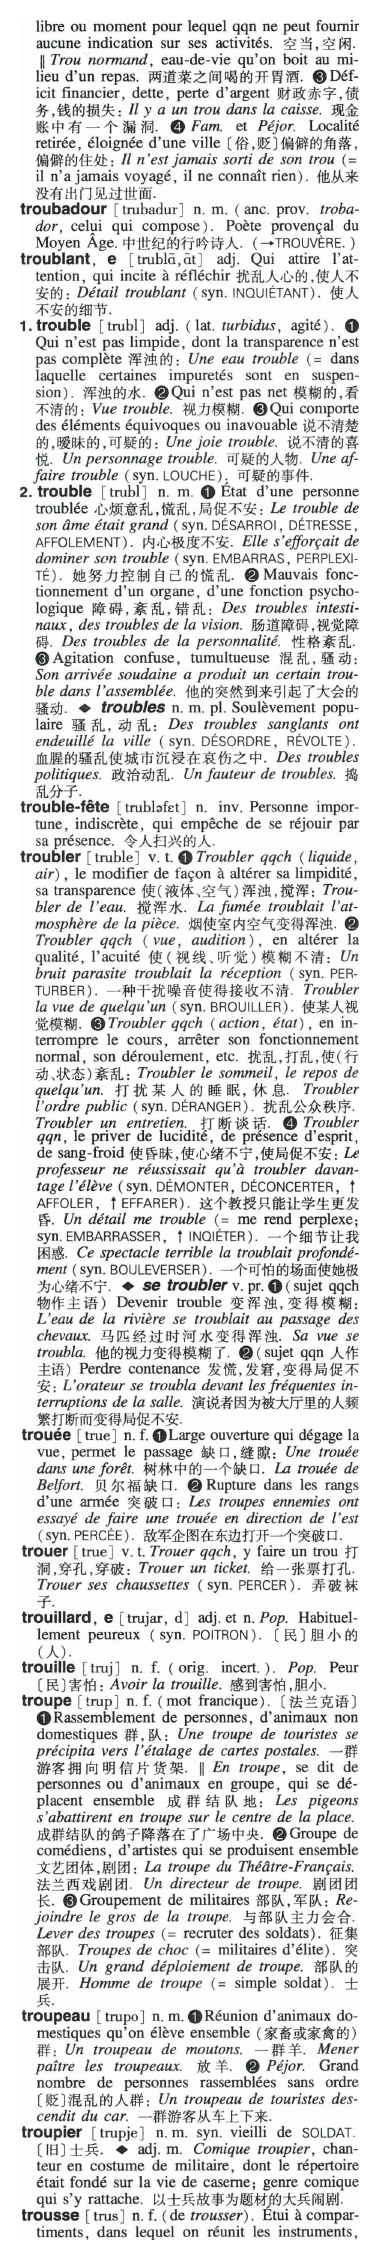 libre ou moment pour lequel qqn ne peut fournir
aucune indication sur ses activités. 空当,空闲.
‖ Trou normand, eau-de-vie qu'on boit au mi-
lieu d'un repas. 两道菜之间喝的开胃酒. ❸ Déf-
icit financier, dette, perte d'argent 财政赤字,债
务,钱的损失: Il y a un trou dans la caisse. 现金
账中有一个漏洞. ❹ Fam. et Péjor. Localité
retirée, éloignée d'une ville [俗,贬]偏僻的角落,
偏僻的住处: Il n'est jamais sorti de son trou (=
il n'a jamais voyagé, il ne connaît rien). 他从来
没有出门见过世面.
troubadour [trubadur] n. m. (anc. prov. troba-
dor, celui qui compose). Poète provençal du
Moyen Âge. 中世纪的行吟诗人. (→TROUVÈRE.)
troublant, e [trublɑ̃,ɑ̃t] adj. Qui attire l'at-
tention, qui incite à réfléchir 扰乱人心的,使人不
安的: Détail troublant (syn. INQUIÉTANT). 使人
不安的细节.
1. trouble [trubl] adj. (lat. turbidus, agité). ❶
Qui n'est pas limpide, dont la transparence n'est
pas complète 浑浊的: Une eau trouble (= dans
laquelle certaines impuretés sont en suspen-
sion). 浑浊的水. ❷ Qui n'est pas net 模糊的,看
不清的: Vue trouble. 视力模糊. ❸ Qui comporte
des éléments équivoques ou inavouable 说不清楚
的,暧昧的,可疑的: Une joie trouble. 说不清的喜
悦. Un personnage trouble. 可疑的人物. Une af-
faire trouble (syn. LOUCHE). 可疑的事件.
2. trouble [trubl] n. m. ❶ État d'une personne
troublée 心烦意乱,慌乱,局促不安: Le trouble de
son âme était grand (syn. DÉSARROI, DÉTRESSE,
AFFOLEMENT). 内心极度不安. Elle s'efforçait de
dominer son trouble (syn. EMBARRAS, PERPLEXI-
TÉ). 她努力控制自己的慌乱. ❷ Mauvais fonc-
tionnement d'un organe, d'une fonction psycho-
logique 障碍,紊乱,错乱: Des troubles intesti-
naux, des troubles de la vision. 肠道障碍,视觉障
碍. Des troubles de la personnalité. 性格紊乱.
❸ Agitation confuse, tumultueuse 混乱,骚动:
Son arrivée soudaine a produit un certain trou-
ble dans l'assemblée. 他的突然到来引起了大会的
骚动. ◆ troubles n. m. pl. Soulèvement popu-
laire 骚乱,动乱: Des troubles sanglants ont
endeuillé la ville (syn. DÉSORDRE, RÉVOLTE).
血腥的骚乱使城市沉浸在哀伤之中. Des troubles
politiques. 政治动乱. Un fauteur de troubles. 捣
乱分子.
trouble-fête [trubləfɛt] n. inv. Personne impor-
tune, indiscrète, qui empêche de se réjouir par
sa présence. 令人扫兴的人.
troubler [truble] v. t. ❶ Troubler qqch (liquide,
air), le modifier de façon à altérer sa limpidité,
sa transparence 使(液体、空气)浑浊,搅浑: Trou-
bler de l'eau. 搅浑水. La fumée troublait l'at-
mosphère de la pièce. 烟使室内空气变得浑浊. ❷
Troubler qqch (vue, audition), en altérer la
qualité, l'acuité 使(视线、听觉)模糊不清: Un
bruit parasite troublait la réception (syn. PER-
TURBER). 一种干扰噪音使得接收不清. Troubler
la vue de quelqu'un (syn. BROUILLER). 使某人视
觉模糊. ❸ Troubler qqch (action, état), en in-
terrompre le cours, arrêter son fonctionnement
normal, son déroulement, etc. 扰乱,打乱,使(行
动、状态)紊乱: Troubler le sommeil, le repos de
quelqu'un. 打扰某人的睡眠,休息. Troubler
l'ordre public (syn. DÉRANGER). 扰乱公众秩序.
Troubler un entretien. 打断谈话. ❹ Troubler
qqn, le priver de lucidité, de présence d'esprit,
de sang-froid 使昏昧,使心绪不宁,使局促不安: Le
professeur ne réussissait qu'à troubler davan-
tage l'élève (syn. DÉMONTER, DÉCONCERTER, ↑
AFFOLER, ↑ EFFARER). 这个教授只能让学生更发
昏. Un détail me trouble (= me rend perplexe;
syn. EMBARRASSER, ↑ INQIÉTER). 一个细节让我
困惑. Ce spectacle terrible la troublait profondé-
ment (syn. BOULEVERSER). 一个可怕的场面使她极
为心绪不宁. ◆ se troubler v. pr. ❶ (sujet qqch
物作主语) Devenir trouble 变浑浊,变得模糊:
L'eau de la rivière se troublait au passage des
chevaux. 马匹经过时河水变得浑浊. Sa vue se
troubla. 他的视力变得模糊了. ❷ (sujet qqn 人作
主语) Perdre contenance 发慌,发窘,变得局促不
安: L'orateur se troubla devant les fréquentes in-
terruptions de la salle. 演说者因为被大厅里的人频
繁打断而变得局促不安.
trouée [true] n. f. ❶ Large ouverture qui dégage la
vue, permet le passage 缺口,缝隙: Une trouée
dans une forêt. 树林中的一个缺口. La trouée de
Belfort. 贝尔福缺口. ❷ Rupture dans les rangs
d'une armée 突破口: Les troupes ennemies ont
essayé de faire une trouée en direction de l'est
(syn. PERCÉE). 敌军企图在东边打开一个突破口.
trouer [true] v. t. Trouer qqch, y faire un trou 打
洞,穿孔,穿破: Trouer un ticket. 给一张票打孔.
Trouer ses chaussettes (syn. PERCER). 弄破袜
子.
trouillard, e [trujar, d] adj. et n. Pop. Habituel-
lement peureux (syn. POITRON). [民]胆小的
(人).
trouille [truj] n. f. (orig. incert.). Pop. Peur
[民]害怕: Avoir la trouille. 感到害怕,胆小.
troupe [trup] n. f. (mot francique). [法兰克语]
❶ Rassemblement de personnes, d'animaux non
domestiques 群,队: Une troupe de touristes se
précipita vers l'étalage de cartes postales. 一群
游客拥向明信片货架. ‖ En troupe, se dit de
personnes ou d'animaux en groupe, qui se dé-
placent ensemble 成群结队地: Les pigeons
s'abattirent en troupe sur le centre de la place.
成群结队的鸽子降落在了广场中央. ❷ Groupe de
comédiens, d'artistes qui se produisent ensemble
文艺团体,剧团: La troupe du Théâtre-Français.
法兰西戏剧团. Un directeur de troupe. 剧团团
长. ❸ Groupement de militaires 部队,军队: Re-
joindre le gros de la troupe. 与部队主力会合.
Lever des troupes (= recruter des soldats). 征集
部队. Troupes de choc (= militaires d'élite). 突
击队. Un grand déploiement de troupe. 部队的
展开. Homme de troupe (= simple soldat). 士
兵.
troupeau [trupo] n. m. ❶ Réunion d'animaux do-
mestiques qu'on élève ensemble (家畜或家禽的)
群: Un troupeau de moutons. 一群羊. Mener
paître les troupeaux. 放羊. ❷ Péjor. Grand
nombre de personnes rassemblées sans ordre
[贬]混乱的人群: Un troupeau de touristes des-
cendit du car. 一群游客从车上下来.
troupier [trupje] n. m. syn. vieilli de SOLDAT.
[旧]士兵. ◆ adj. m. Comique troupier, chan-
teur en costume de militaire, dont le répertoire
était fondé sur la vie de caserne; genre comique
qui s'y rattache. 以士兵故事为题材的大兵闹剧.
trousse [trus] n. f. (de trousser). Étui à compar-
timents, dans lequel on réunit les instruments,